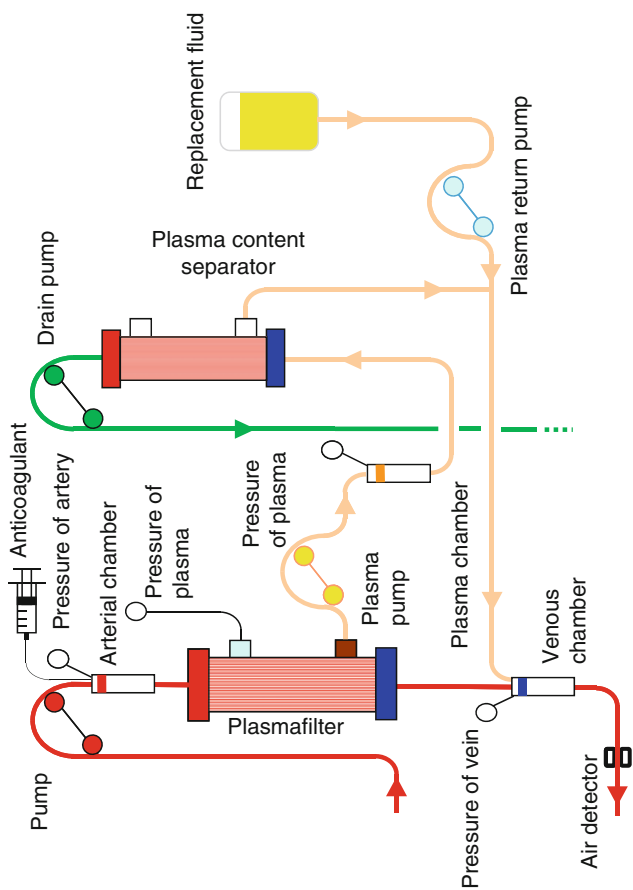 Replacement fluid
Plasma return pump
Plasma content
separator
Drain pump
Anticoagulant
Pressure of artery
Arterial chamber
Pressure of
plasma
Pressure
of plasma
Plasma
pump
Plasma chamber
Venous
chamber
Plasmafilter
Pump
Pressure of vein
Air detector